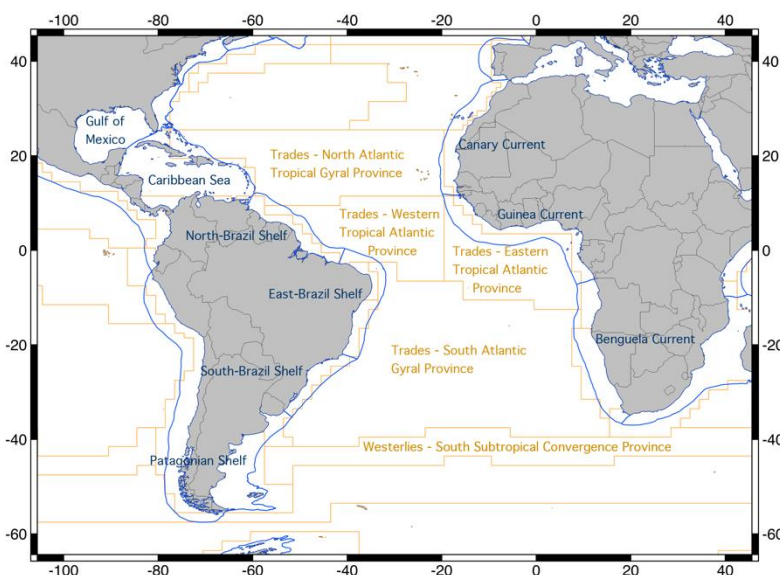 -100 -80 -60 -40 -20 0 20 40
40
40
Gulf of
Mexico
Canary Current
Trades - North Atlantic
Tropical Gyral Province
20
20
Caribbean Sea
Trades - Western
Tropical Atlantic
Province
Guinea Current
North-Brazil Shelf
0
0
Trades - Eastern
Tropical Atlantic
Province
East-Brazil Shelf
Benguela Current
-20
-20
Trades - South Atlantic
Gyral Province
South-Brazil Shelf
-40
-40
Westerlies - South Subtropical Convergence Province
Patagonian Shelf
-60
-60
-100 -80 -60 -40 -20 0 20 40